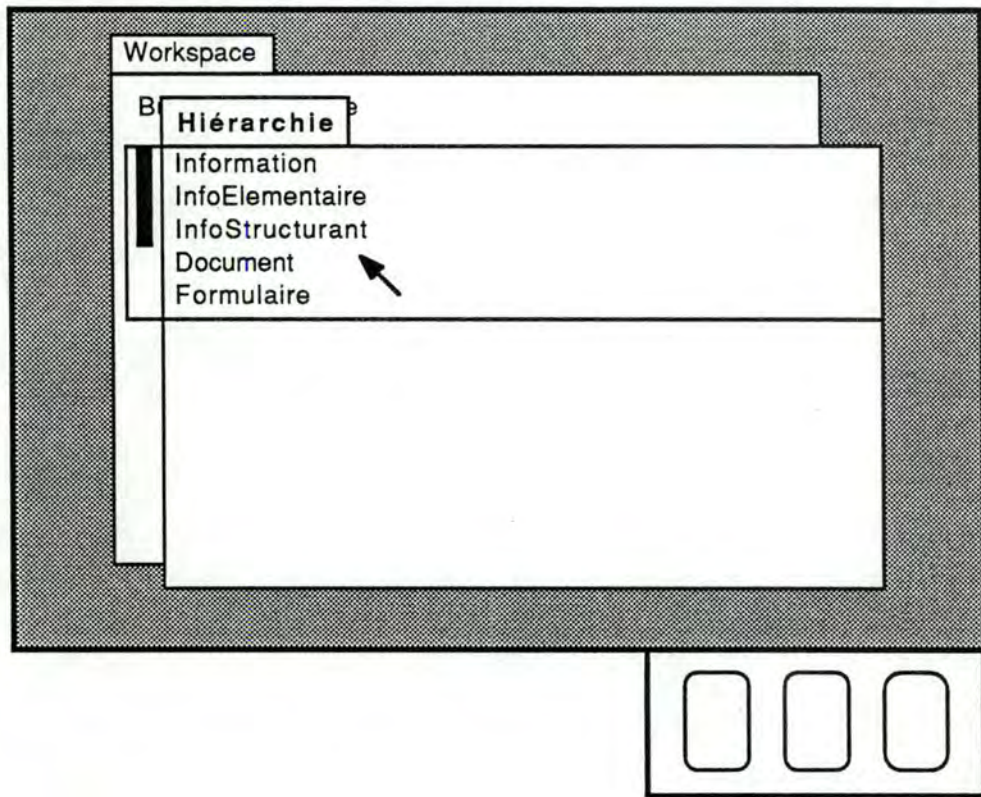 Workspace
Hiérarchie
Information
InfoElementaire
InfoStructurant
Document
Formulaire